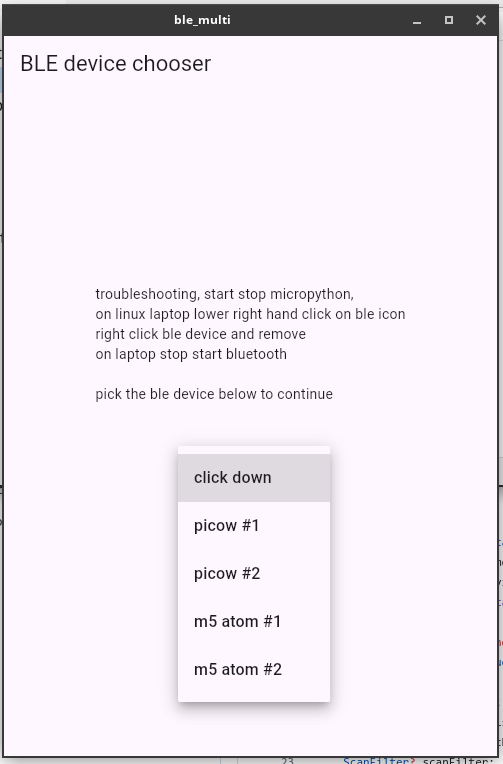 ble_multi
BLE device chooser
troubleshooting, start stop micropython,
on linux laptop lower right hand click on ble icon
right click ble device and remove
on laptop stop start bluetooth
pick the ble device below to continue
click down
picow #1
picow #2
m5 atom #1
m5 atom #2
23 ScanFilter? scanFilter;